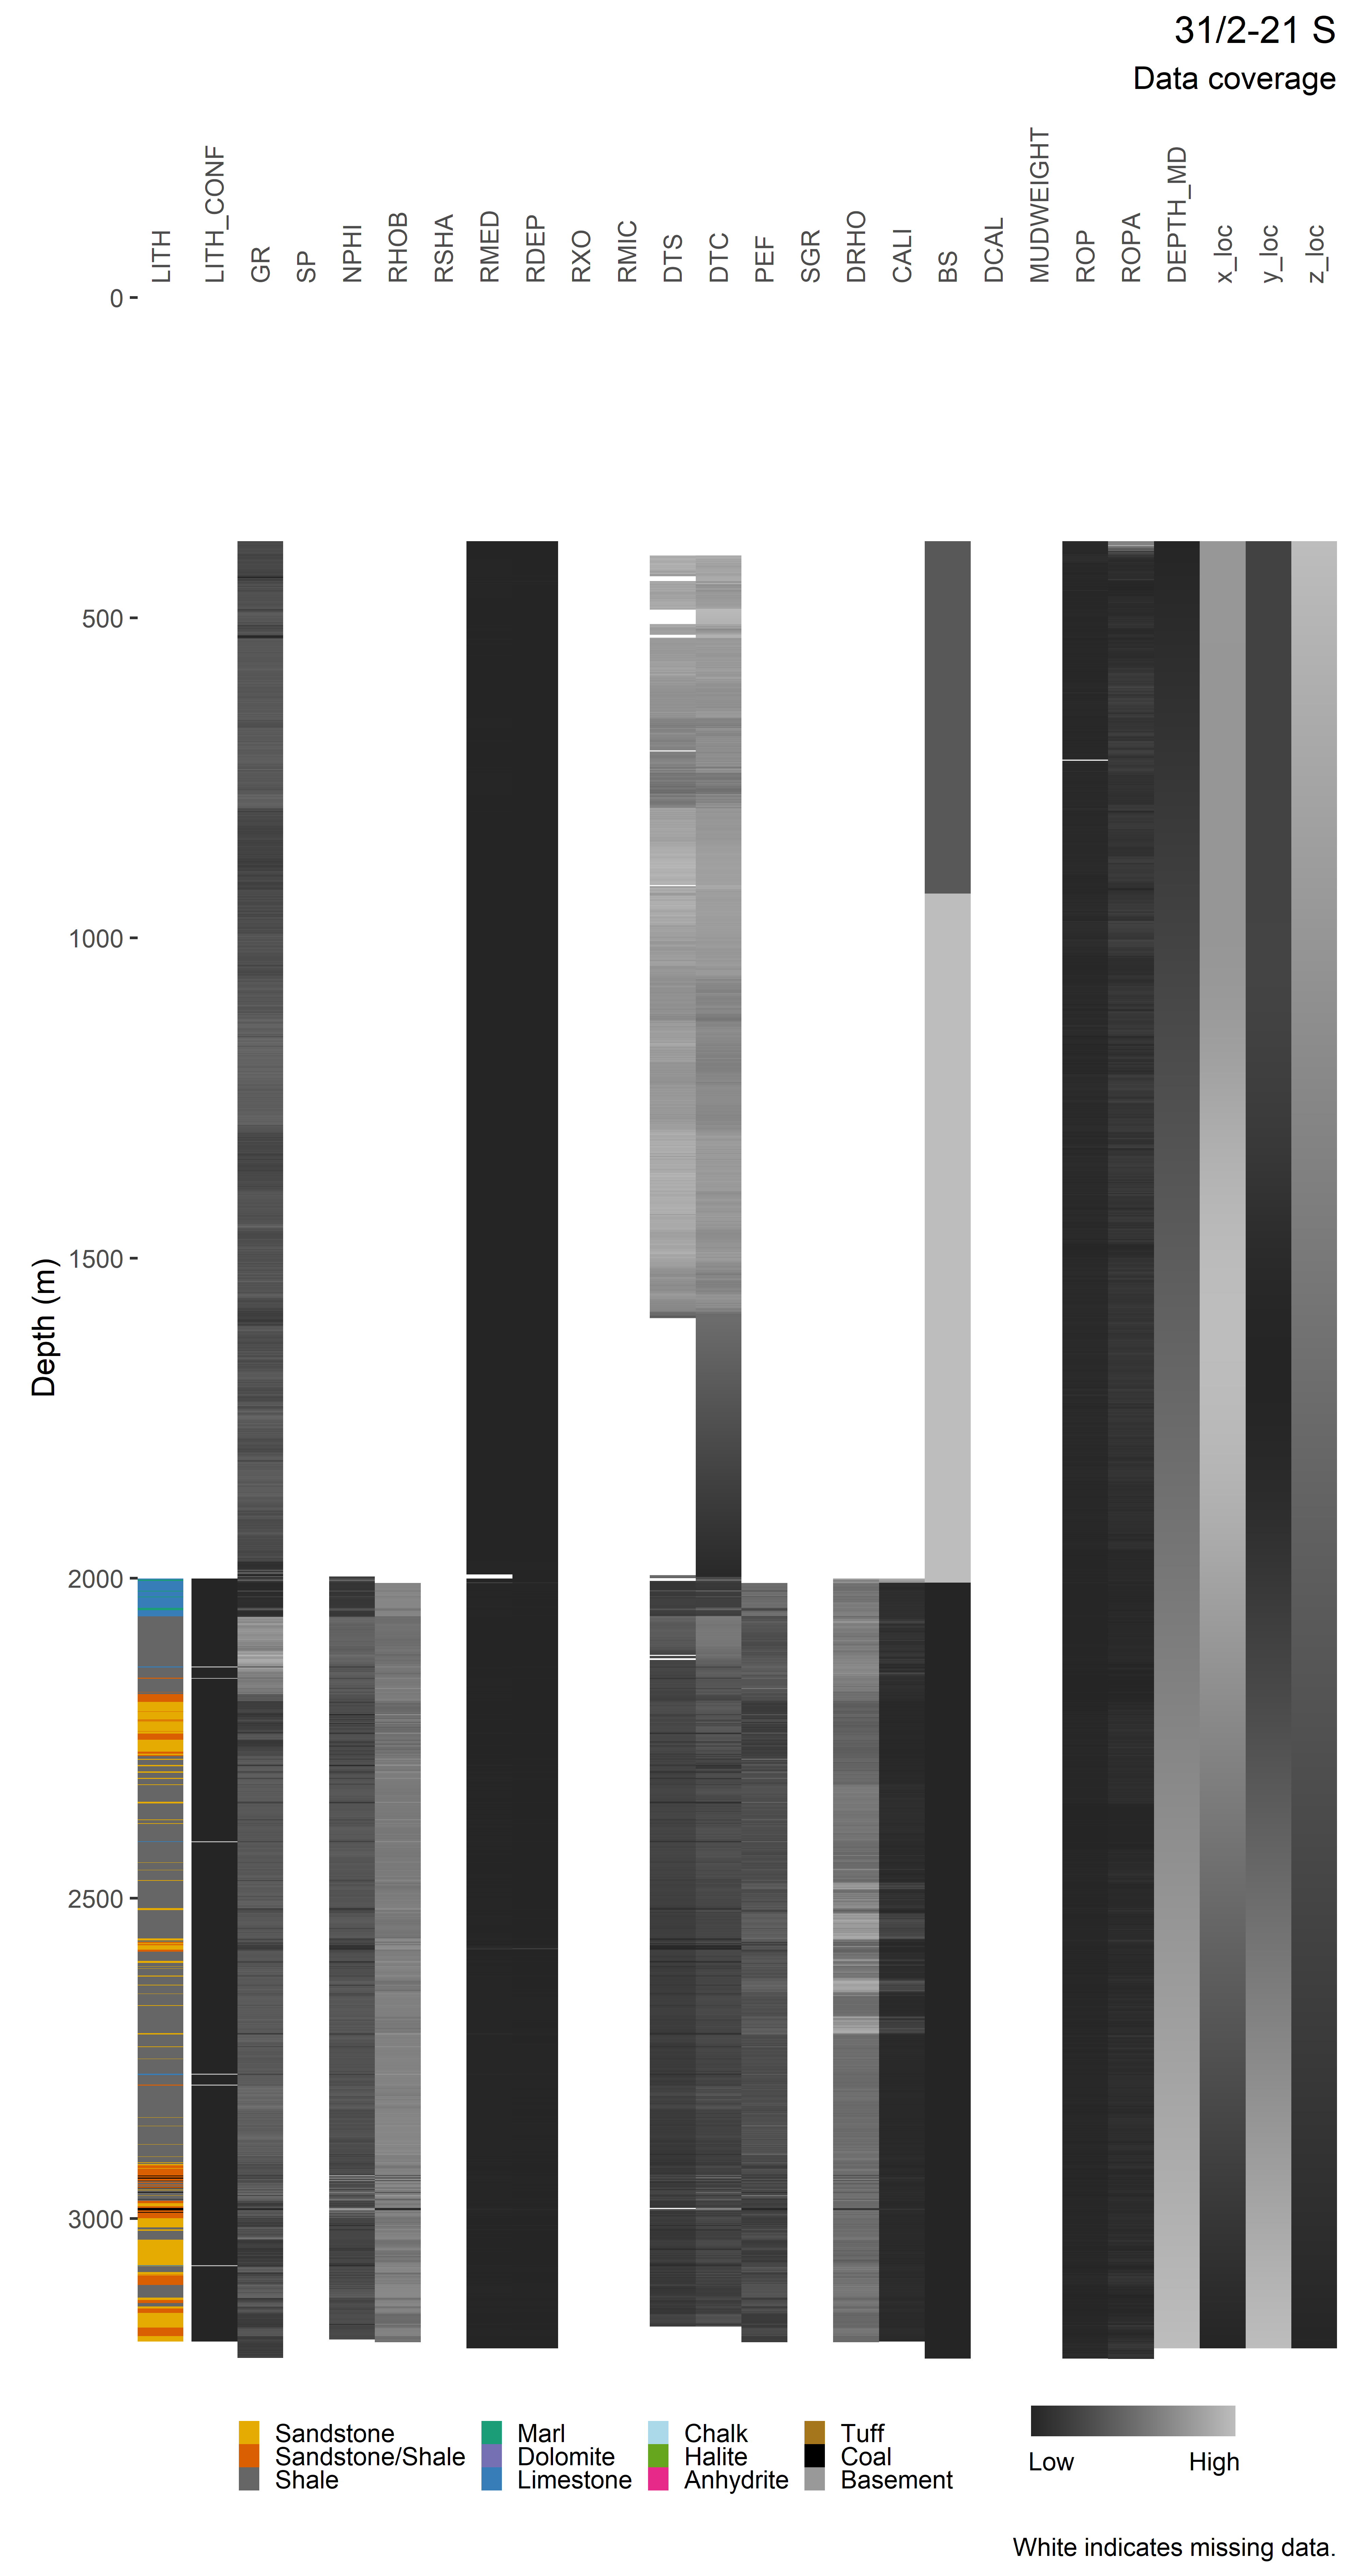 31/2-21 S
Data coverage
LITH
LITH_CONF
GR
SP
NPHI
RHOB
RSHA
RMED
RDEP
RXO
RMIC
DTS
DTC
PEF
SGR
DRHO
CALI
BS
DCAL
MUDWEIGHT
ROP
ROPA
DEPTH_MD
x_loc
y_loc
z_loc
0
500
1000
1500
2000
2500
3000
Depth (m)
Sandstone
Sandstone/Shale
Shale
Marl
Dolomite
Limestone
Chalk
Halite
Anhydrite
Tuff
Coal
Basement
Low
High
White indicates missing data.